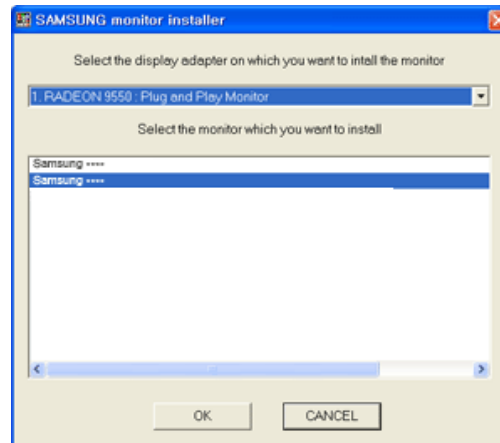 SAMSUNG monitor installer
Select the display adapter on which you want to intall the monitor
1. RADEON 9550 : Plug and Play Monitor
Select the monitor which you want to install
Samsung ----
Samsung ----
OK
CANCEL